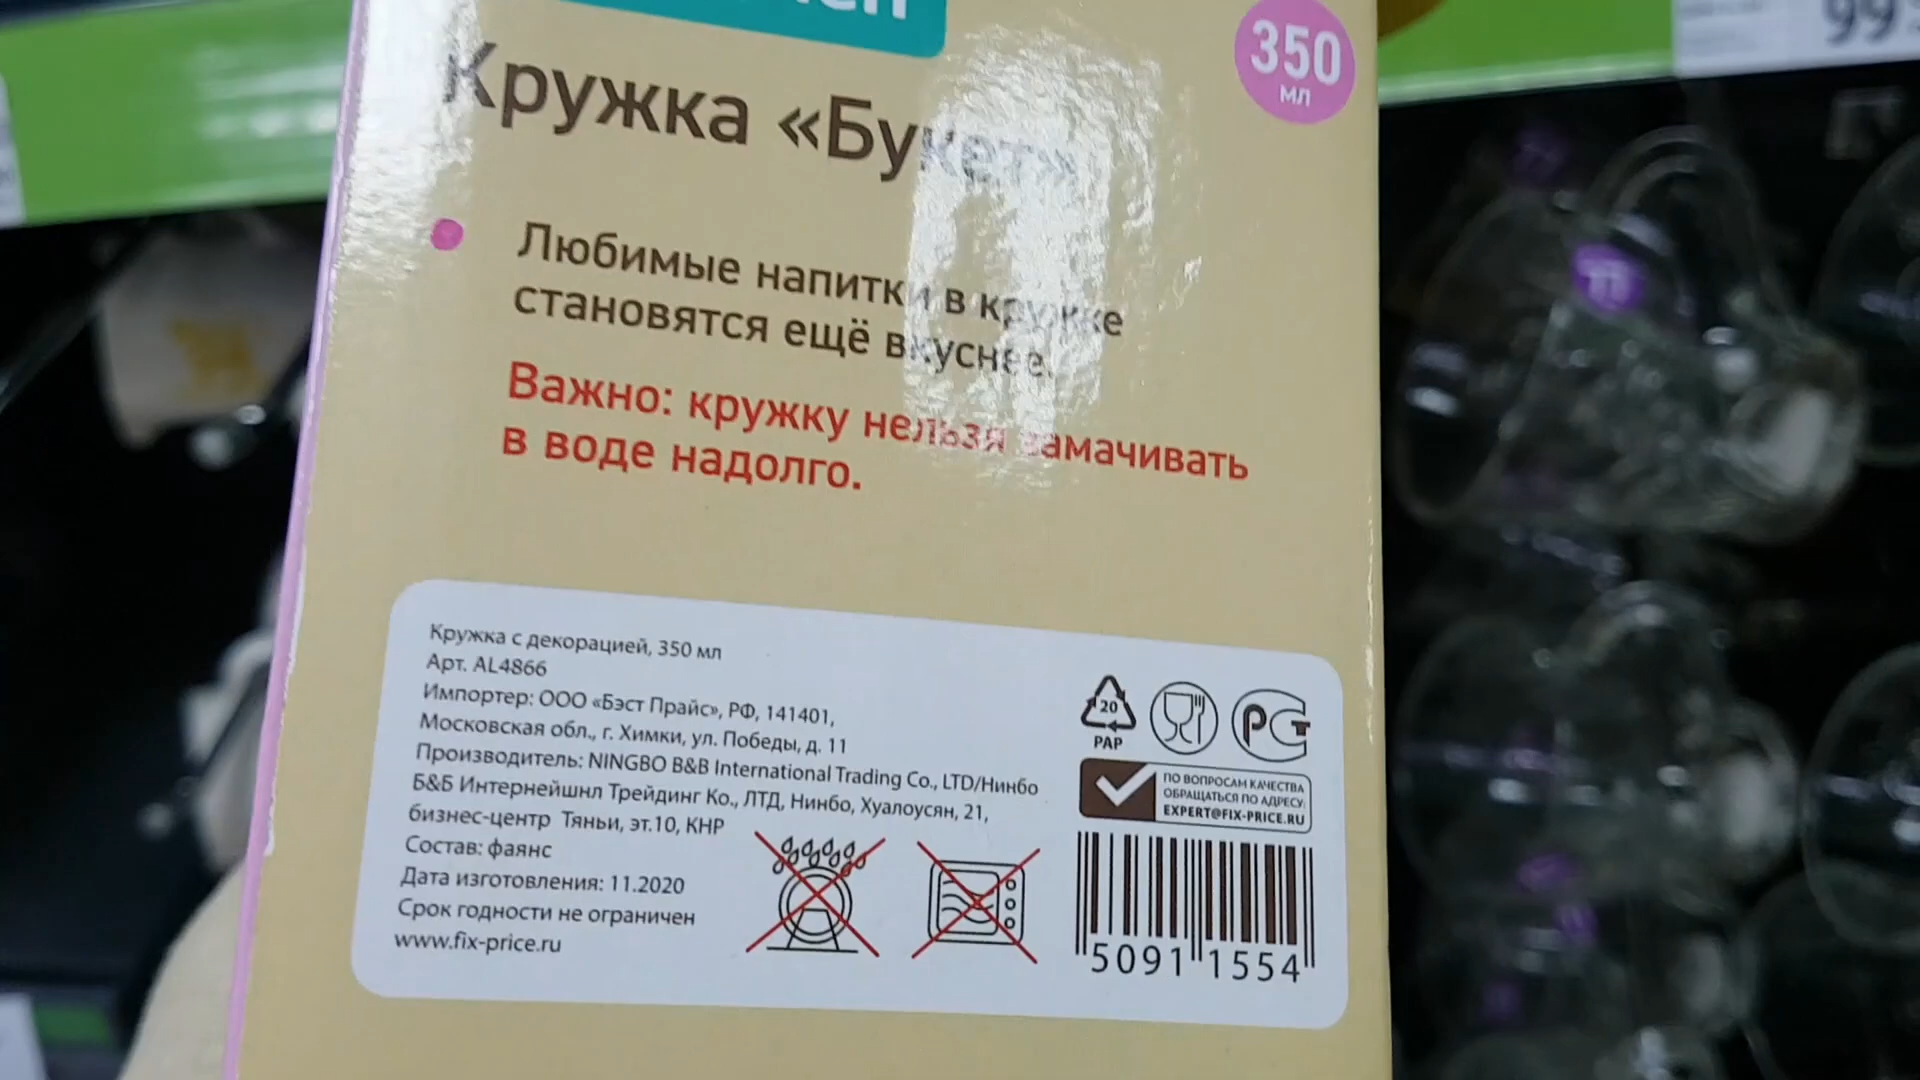 350
мл
Кружка «Букет»
Любимые напитки в кружке
становятся ещё вкуснее.
Важно: кружку нельзя замачивать
в воде надолго.
Кружка с декорацией, 350 мл
Арт. AL4866
Импортер: ООО «Бэст Прайс», РФ, 141401,
Московская обл., г. Химки, ул. Победы, д. 11
Производитель: NINGBO B&B International Trading Co., LTD/Нинбо
Б&Б Интернейшнл Трейдинг Ко., ЛТД, Нинбо, Хуалоусян, 21,
бизнес-центр Тяньи, эт.10, КНР
Состав: фаянс
Дата изготовления: 11.2020
Срок годности не ограничен
www.fix-price.ru
20
PAP
РСТ
ПО ВОПРОСАМ КАЧЕСТВА
ОБРАЩАТЬСЯ ПО АДРЕСУ:
EXPERT@FIX-PRICE.RU
5091 1554
99
77